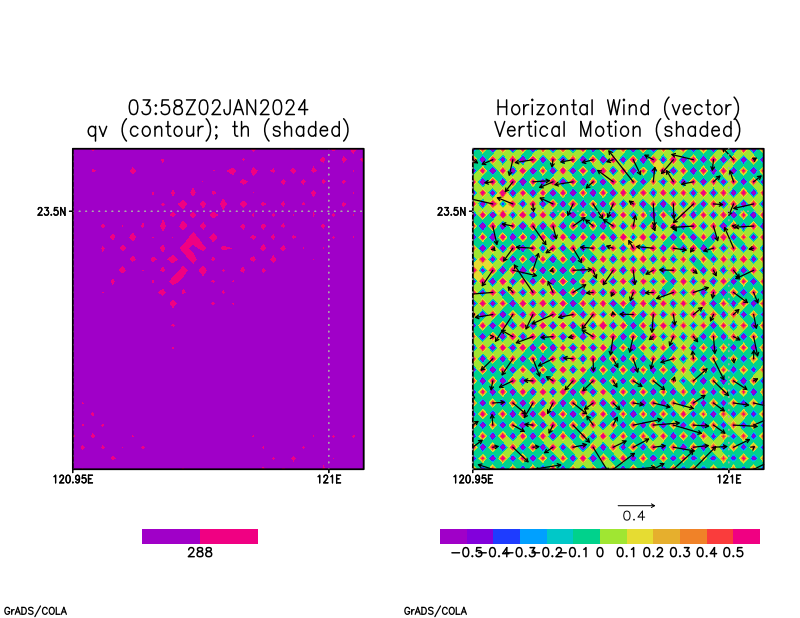 03:58Z02JAN2024
qv (contour); th (shaded)
23.5N
120.95E
121E
288
GrADS/COLA
Horizontal Wind (vector)
Vertical Motion (shaded)
23.5N
120.95E
121E
0.4
-0.5 -0.4 -0.3 -0.2 -0.1 0 0.1 0.2 0.3 0.4 0.5
GrADS/COLA